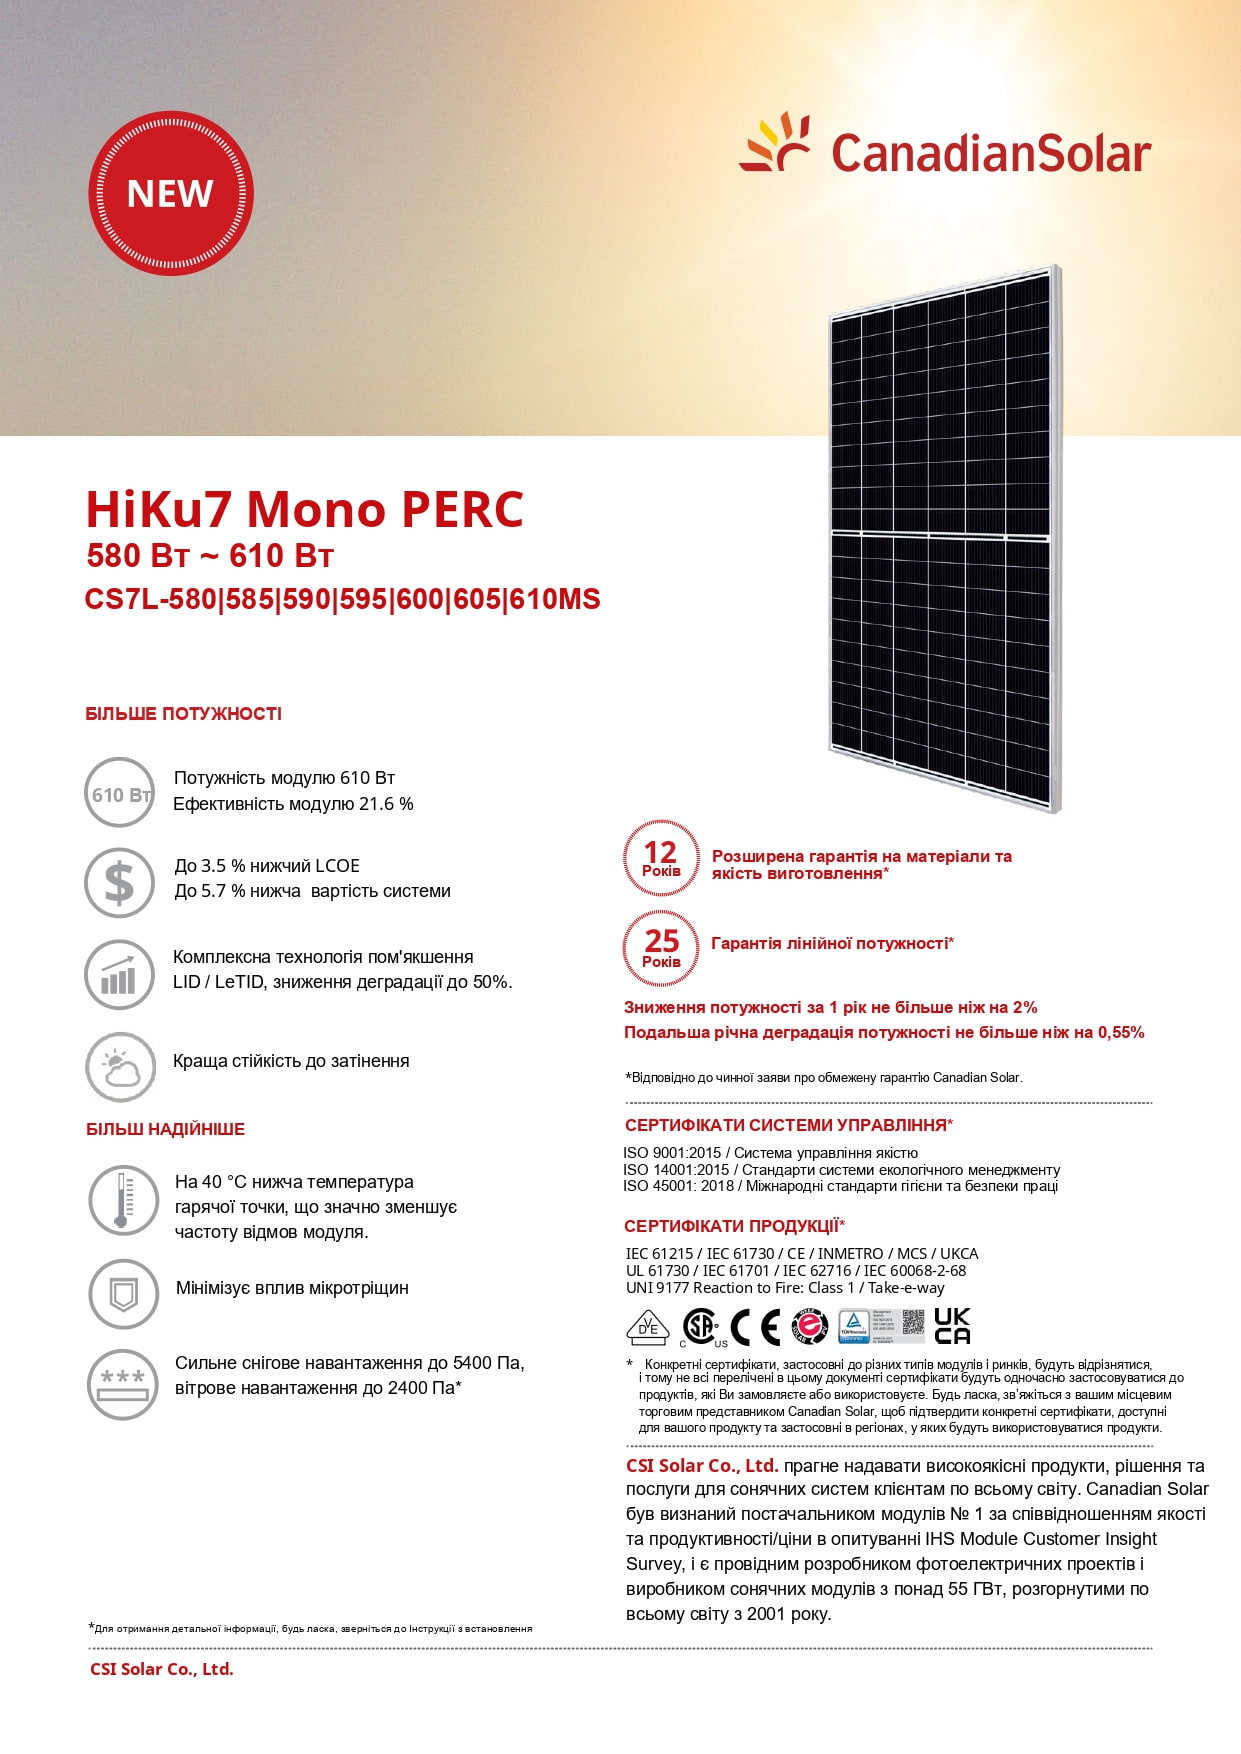 NEW
CanadianSolar
HiKu7 Mono PERC
580 Вт ~ 610 Вт
CS7L-580|585|590|595|600|605|610MS
БІЛЬШЕ ПОТУЖНОСТІ
610 Вт
Потужність модулю 610 Вт
Ефективність модулю 21.6 %
$
До 3.5 % нижчий LCOE
До 5.7 % нижча вартість системи
Комплексна технологія пом'якшення
LID / LeTID, зниження деградації до 50%.
Краща стійкість до затінення
БІЛЬШ НАДІЙНІШЕ
На 40 °C нижча температура
гарячої точки, що значно зменшує
частоту відмов модуля.
Мінімізує вплив мікротріщин
***
Сильне снігове навантаження до 5400 Па,
вітрове навантаження до 2400 Па*
*Для отримання детальної інформації, будь ласка, зверніться до Інструкції з встановлення
12
Років
Розширена гарантія на матеріали та
якість виготовлення*
25
Років
Гарантія лінійної потужності*
Зниження потужності за 1 рік не більше ніж на 2%
Подальша річна деградація потужності не більше ніж на 0,55%
*Відповідно до чинної заяви про обмежену гарантію Canadian Solar.
СЕРТИФІКАТИ СИСТЕМИ УПРАВЛІННЯ*
ISO 9001:2015 / Система управління якістю
ISO 14001:2015 / Стандарти системи екологічного менеджменту
ISO 45001: 2018 / Міжнародні стандарти гігієни та безпеки праці
СЕРТИФІКАТИ ПРОДУКЦІЇ*
IEC 61215 / IEC 61730 / CE / INMETRO / MCS / UKCA
UL 61730 / IEC 61701 / IEC 62716 / IEC 60068-2-68
UNI 9177 Reaction to Fire: Class 1 / Take-e-way
VDE
C SA US
CE
UK
CA
* Конкретні сертифікати, застосовні до різних типів модулів і ринків, будуть відрізнятися,
і тому не всі перелічені в цьому документі сертифікати будуть одночасно застосовуватися до
продуктів, які Ви замовляєте або використовуєте. Будь ласка, зв’яжіться з вашим місцевим
торговим представником Canadian Solar, щоб підтвердити конкретні сертифікати, доступні
для вашого продукту та застосовні в регіонах, у яких будуть використовуватися продукти.
CSI Solar Co., Ltd. прагне надавати високоякісні продукти, рішення та
послуги для сонячних систем клієнтам по всьому світу. Canadian Solar
був визнаний постачальником модулів № 1 за співвідношенням якості
та продуктивності/ціни в опитуванні IHS Module Customer Insight
Survey, і є провідним розробником фотоелектричних проектів і
виробником сонячних модулів з понад 55 ГВт, розгорнутими по
всьому світу з 2001 року.
CSI Solar Co., Ltd.